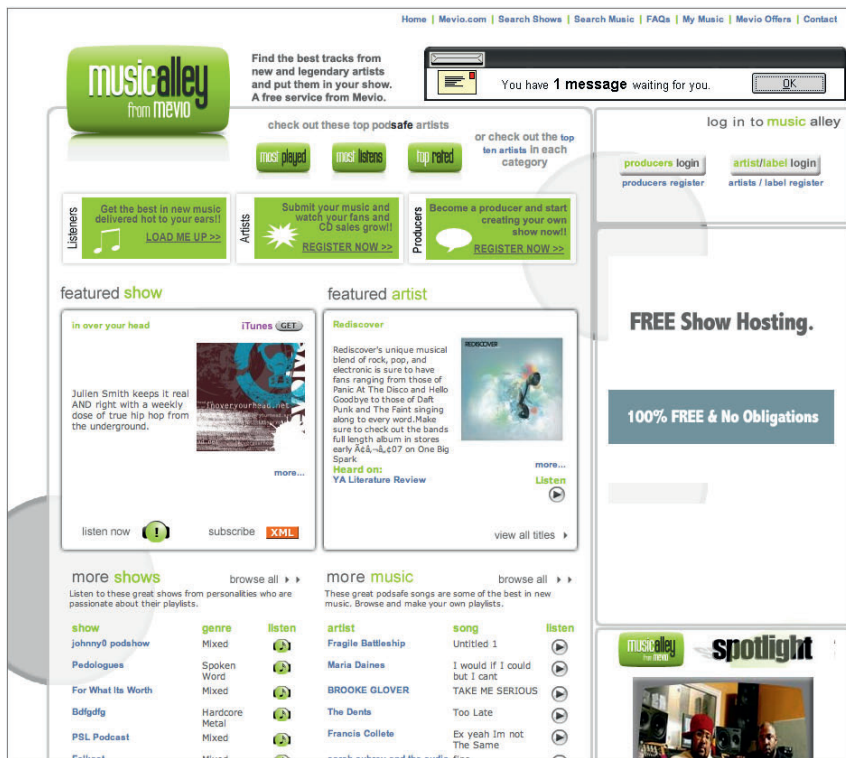 Home | Mevio.com | Search Shows | Search Music | FAQs | My Music | Mevio Offers | Contact
musicalley
from mevio
Find the best tracks from
new and legendary artists
and put them in your show.
A free service from Mevio.
You have 1 message waiting for you.
OK
check out these top podsafe artists
most played
most listens
top rated
or check out the top
ten artists in each
category
log in to music alley
producers login
artist/label login
producers register
artists / label register
Listeners
Get the best in new music
delivered hot to your ears!!
LOAD ME UP >>
Artists
Submit your music and
watch your fans and
CD sales grow!!
REGISTER NOW >>
Producers
Become a producer and start
creating your own
show now!!
REGISTER NOW >>
featured show
in over your head
iTunes GET
Julien Smith keeps it real
AND right with a weekly
dose of true hip hop from
the underground.
inoveryourhead.net
more...
listen now
subscribe
XML
featured artist
Rediscover
Rediscover's unique musical
blend of rock, pop, and
electronic is sure to have
fans ranging from those of
Panic At The Disco and Hello
Goodbye to those of Daft
Punk and The Faint singing
along to every word.Make
sure to check out the bands
full length album in stores
early Ã¢â‚¬â„¢07 on One Big
Spark
REDISCOVER
Heard on:
YA Literature Review
more...
Listen
view all titles
FREE Show Hosting.
100% FREE & No Obligations
more shows
browse all
Listen to these great shows from personalities who are
passionate about their playlists.
show genre listen
johnny0 podshow Mixed
Pedologues Spoken
Word
For What Its Worth Mixed
Bdfgdfg Hardcore
Metal
PSL Podcast Mixed
more music
browse all
These great podsafe songs are some of the best in new
music. Browse and make your own playlists.
artist song listen
Fragile Battleship Untitled 1
Maria Daines I would if I could
but I cant
BROOKE GLOVER TAKE ME SERIOUS
The Dents Too Late
Francis Collete Ex yeah Im not
The Same
musicalley
from mevio
spotlight